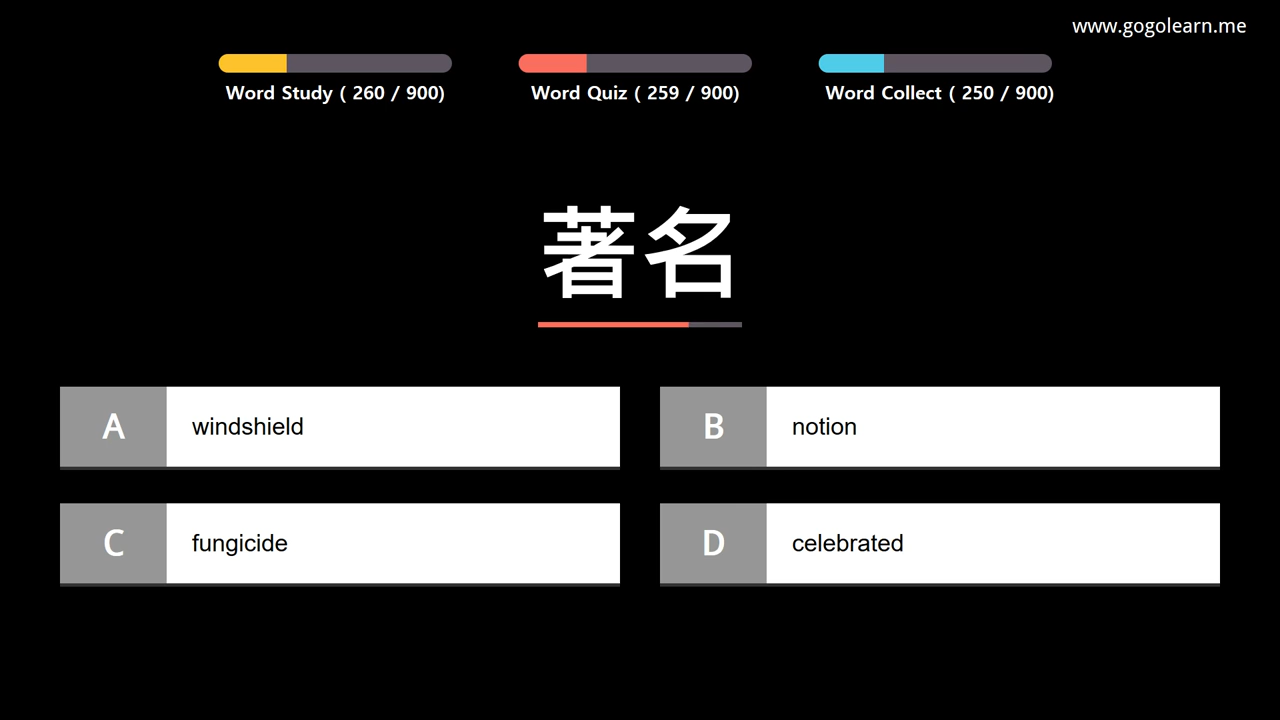 www.gogolearn.me
Word Study ( 260 / 900)
Word Quiz ( 259 / 900)
Word Collect ( 250 / 900)
著名
A windshield
B notion
C fungicide
D celebrated